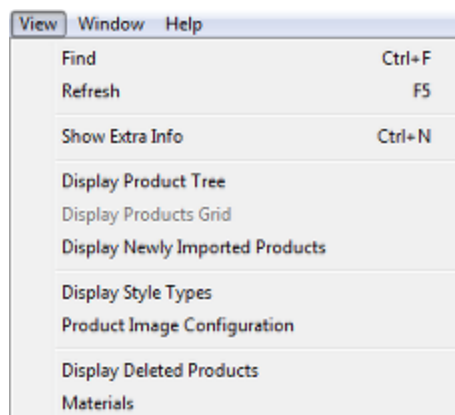 View Window Help
Find Ctrl+F
Refresh F5
Show Extra Info Ctrl+N
Display Product Tree
Display Products Grid
Display Newly Imported Products
Display Style Types
Product Image Configuration
Display Deleted Products
Materials